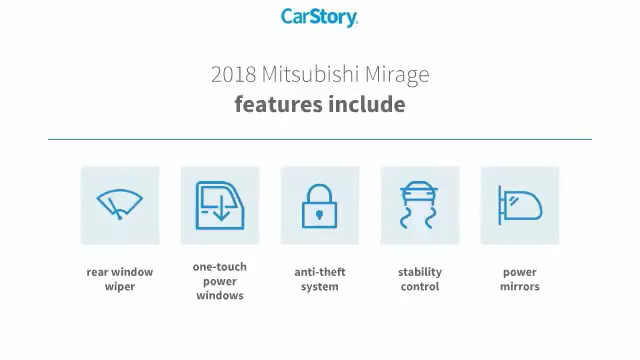 CarStory.
2018 Mitsubishi Mirage
features include
rear window
wiper
one-touch
power
windows
anti-theft
system
stability
control
power
mirrors